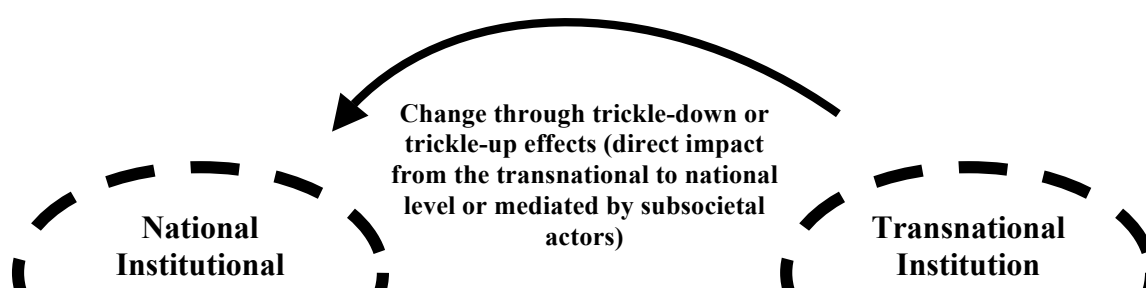 Change through trickle-down or
trickle-up effects (direct impact
from the transnational to national
level or mediated by subsocietal
actors)
National
Institutional
Transnational
Institution